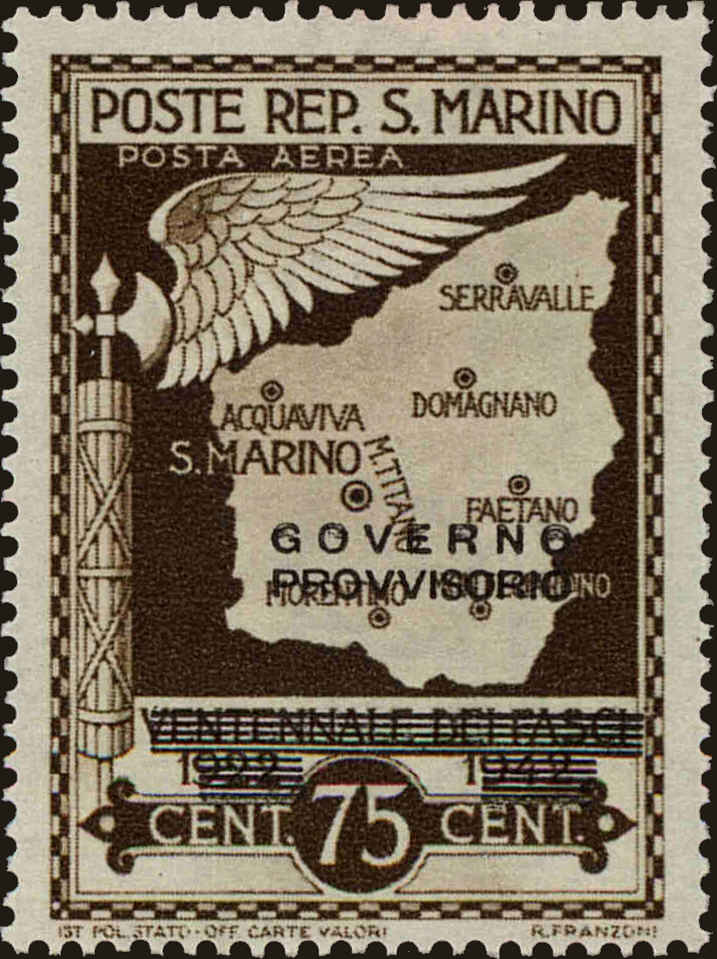 POSTE REP. S. MARINO
POSTA AEREA
SERRAVALLE
DOMAGNANO
ACQUAVIVA
S. MARINO
M. TITANO
FAETANO
GOVERNO
PROVVISORIO
FIORENTINO
VENTENNALE DEI FASCI
1922 1942
CENT. 75 CENT.
IST. POL. STATO - OFF. CARTE VALORI R. FRANZONI